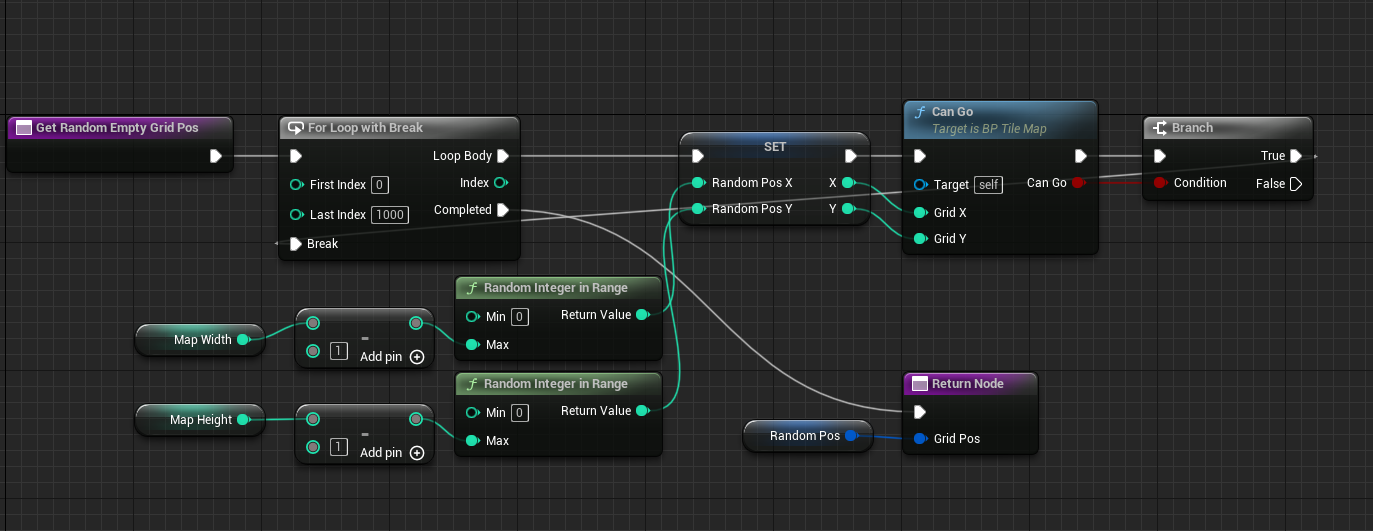 Get Random Empty Grid Pos
For Loop with Break
Loop Body
First Index 0
Index
Last Index 1000
Completed
Break
SET
Random Pos X
X
Random Pos Y
Y
Can Go
Target is BP Tile Map
Target self
Can Go
Grid X
Grid Y
Branch
True
Condition
False
Map Width
-
1
Add pin
Random Integer in Range
Min 0
Return Value
Max
Map Height
-
1
Add pin
Random Integer in Range
Min 0
Return Value
Max
Random Pos
Return Node
Grid Pos